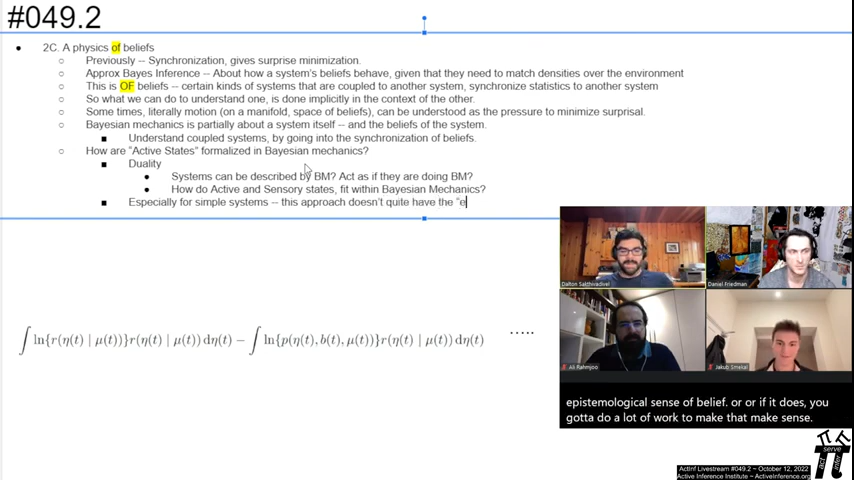 #049.2
● 2C. A physics of beliefs
○ Previously -- Synchronization, gives surprise minimization.
○ Approx Bayes Inference -- About how a system's beliefs behave, given that they need to match densities over the environment
○ This is OF beliefs -- certain kinds of systems that are coupled to another system, synchronize statistics to another system
○ So what we can do to understand one, is done implicitly in the context of the other.
○ Some times, literally motion (on a manifold, space of beliefs), can be understood as the pressure to minimize surprisal.
○ Bayesian mechanics is partially about a system itself -- and the beliefs of the system.
■ Understand coupled systems, by going into the synchronization of beliefs.
○ How are "Active States" formalized in Bayesian mechanics?
■ Duality
● Systems can be described by BM? Act as if they are doing BM?
● How do Active and Sensory states, fit within Bayesian Mechanics?
■ Especially for simple systems -- this approach doesn't quite have the "e
∫ ln{r(η(t) | μ(t))}r(η(t) | μ(t)) dη(t) − ∫ ln{p(η(t), b(t), μ(t))}r(η(t) | μ(t)) dη(t) .....
Dalton Sakthivadivel
Daniel Friedman
Ali Rahmjoo
Jakub Smekal
epistemological sense of belief. or or if it does, you
gotta do a lot of work to make that make sense.
act
serve
infer
ActInf Livestream #049.2 ~ October 12, 2022
Active Inference Institute ~ ActiveInference.org